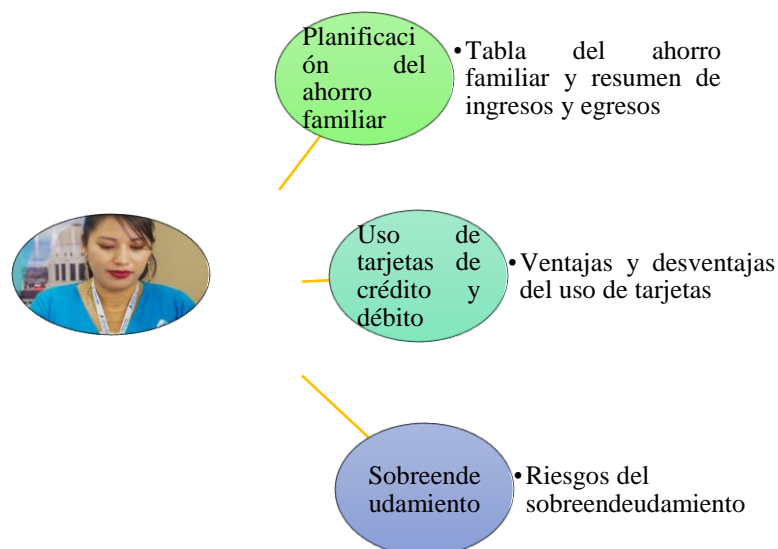 Planificaci
ón del
ahorro
familiar
•Tabla del ahorro
familiar y resumen de
ingresos y egresos
Uso de
tarjetas de
crédito y
débito
•Ventajas y desventajas
del uso de tarjetas
Sobreende
udamiento
•Riesgos del
sobreendeudamiento